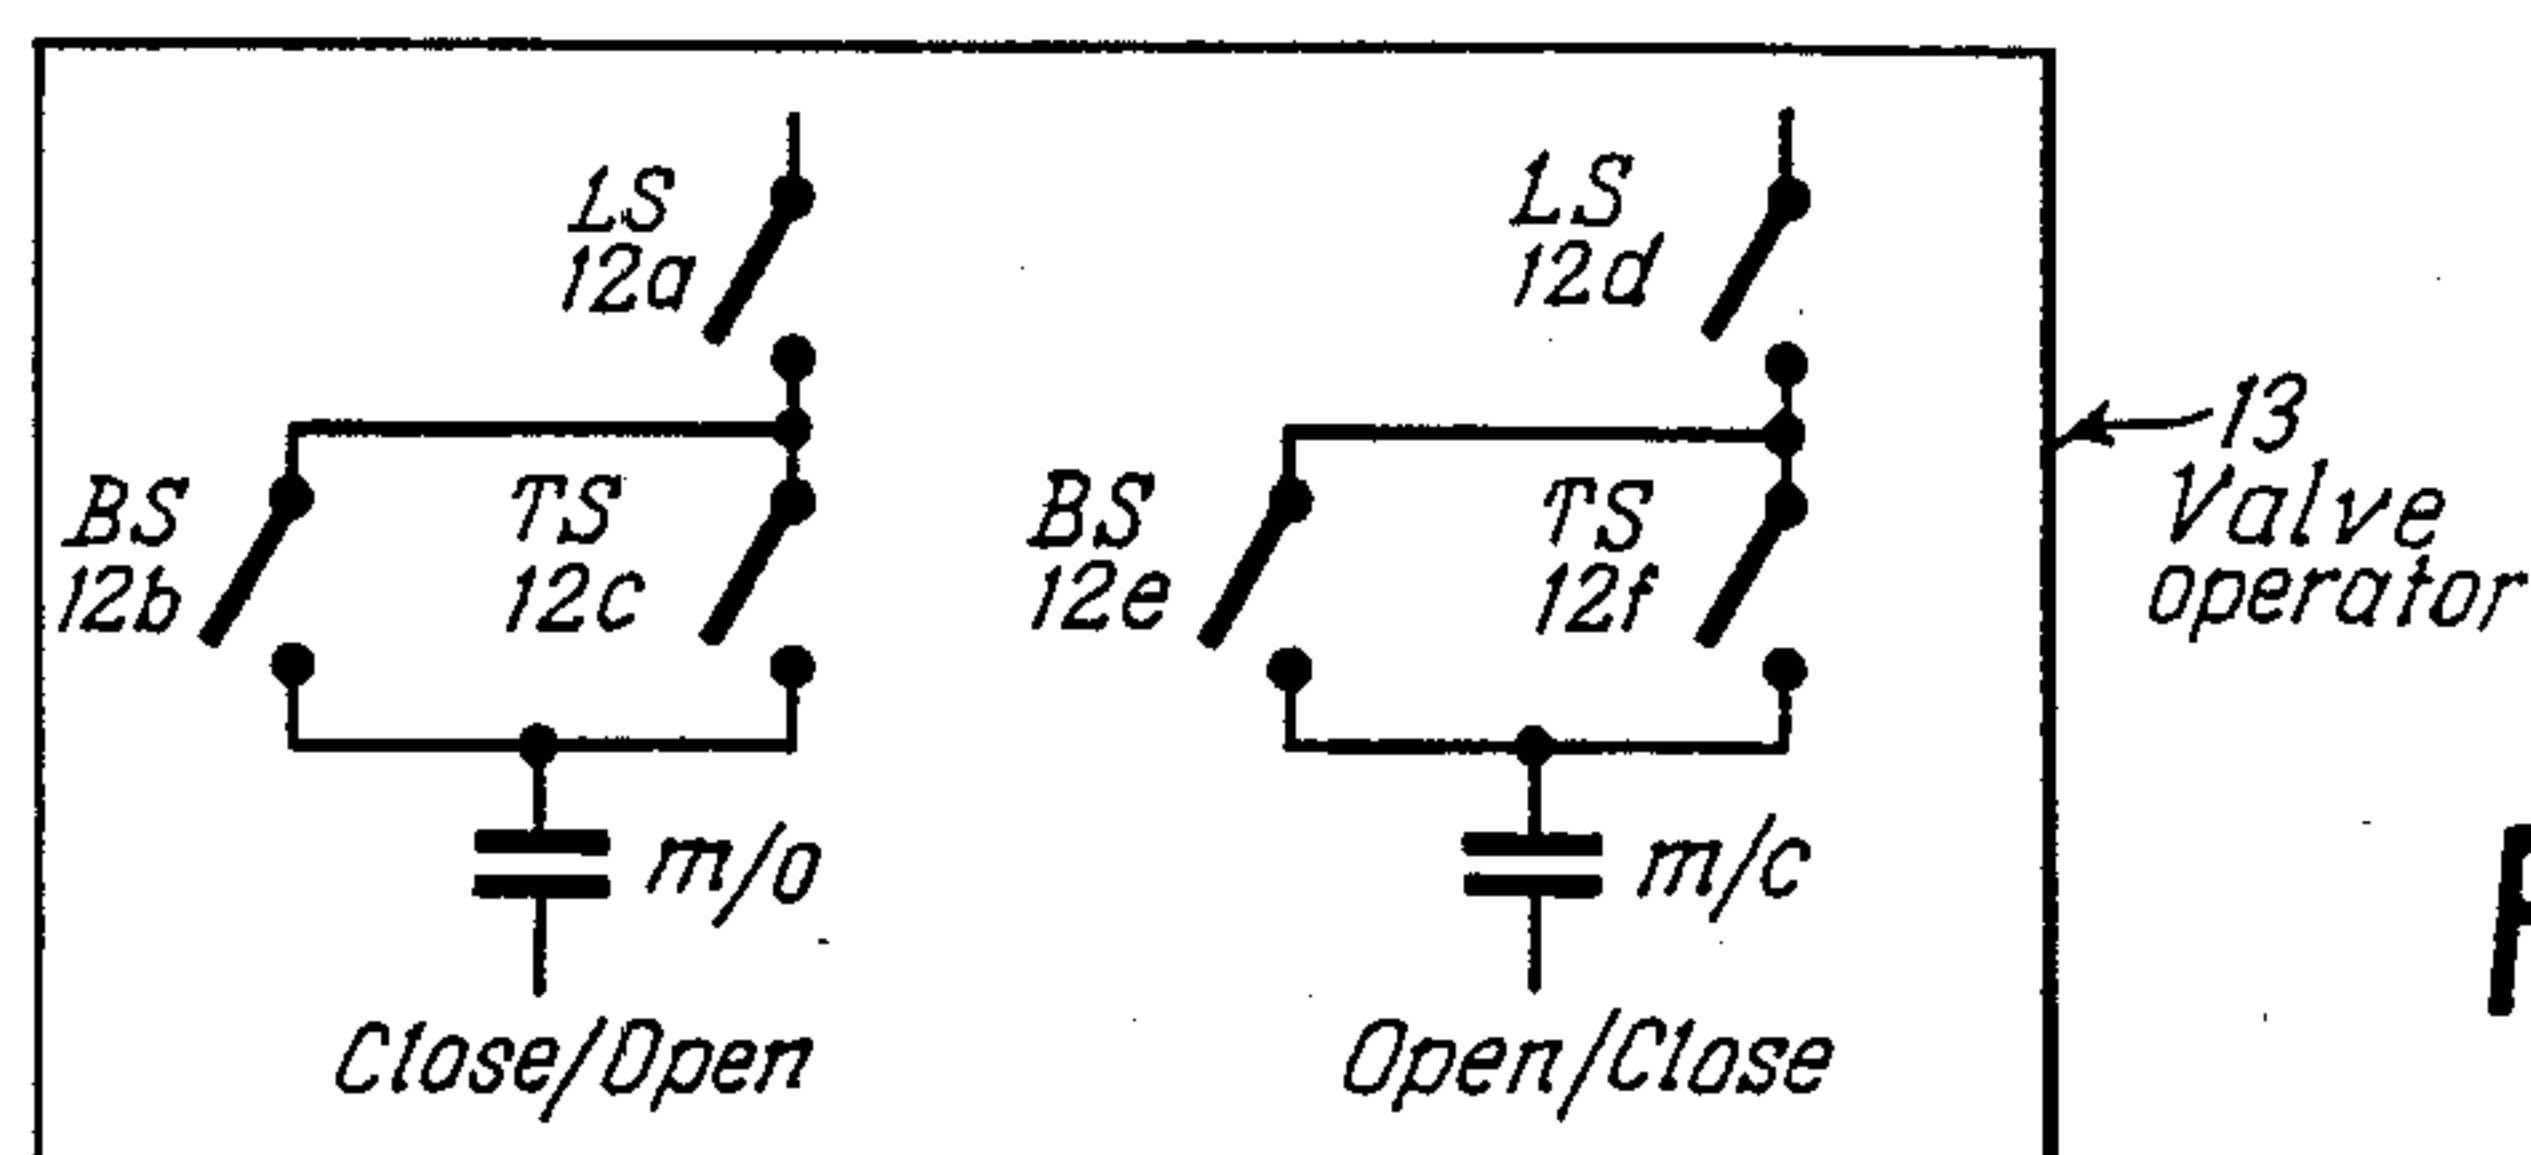 LS
12a
LS
12d
13
Valve
operator
BS
12b
TS
12c
BS
12e
TS
12f
m/o
m/c
Close/Open
Open/Close